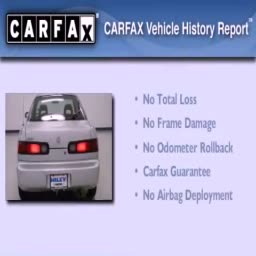 CARFAX
CARFAX Vehicle History Report™
• No Total Loss
• No Frame Damage
• No Odometer Rollback
• Carfax Guarantee
• No Airbag Deployment